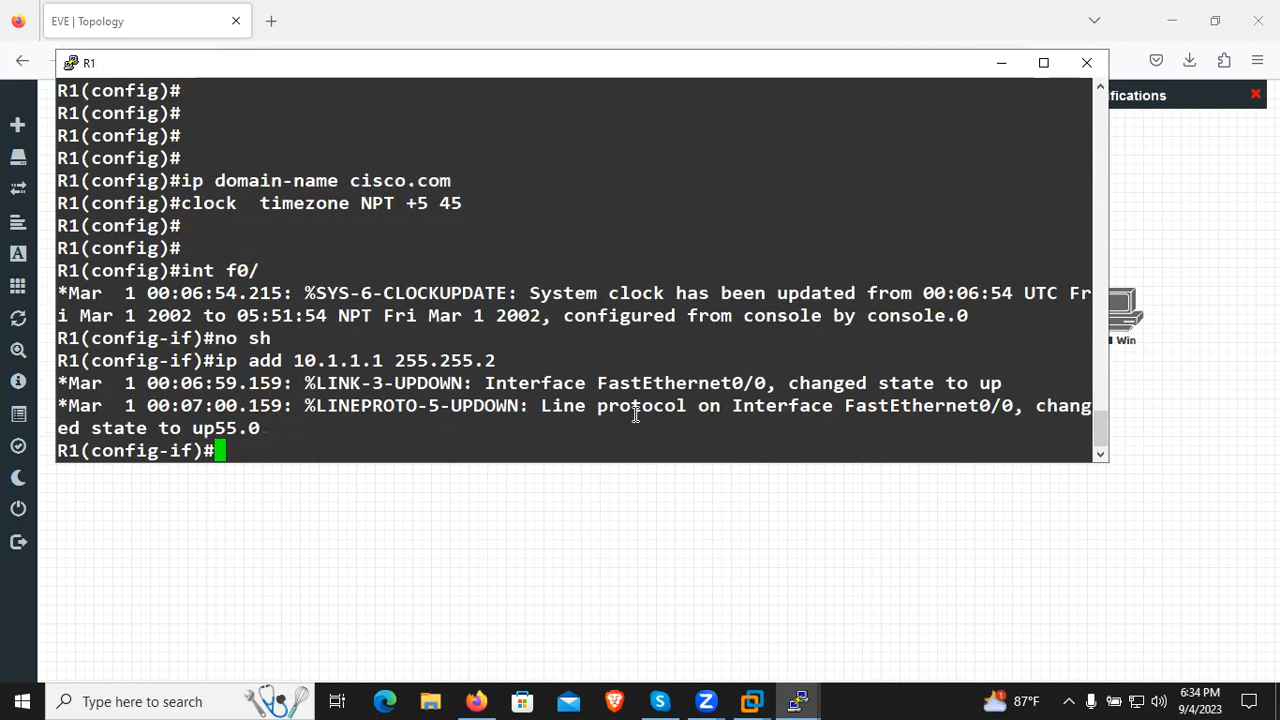 EVE | Topology
R1
ifications
R1(config)#
R1(config)#
R1(config)#
R1(config)#
R1(config)#ip domain-name cisco.com
R1(config)#clock  timezone NPT +5 45
R1(config)#
R1(config)#
R1(config)#int f0/
*Mar  1 00:06:54.215: %SYS-6-CLOCKUPDATE: System clock has been updated from 00:06:54 UTC Fr
i Mar 1 2002 to 05:51:54 NPT Fri Mar 1 2002, configured from console by console.0
R1(config-if)#no sh
R1(config-if)#ip add 10.1.1.1 255.255.2
*Mar  1 00:06:59.159: %LINK-3-UPDOWN: Interface FastEthernet0/0, changed state to up
*Mar  1 00:07:00.159: %LINEPROTO-5-UPDOWN: Line protocol on Interface FastEthernet0/0, chang
ed state to up55.0
R1(config-if)#
Win
Type here to search
87°F
6:34 PM
9/4/2023